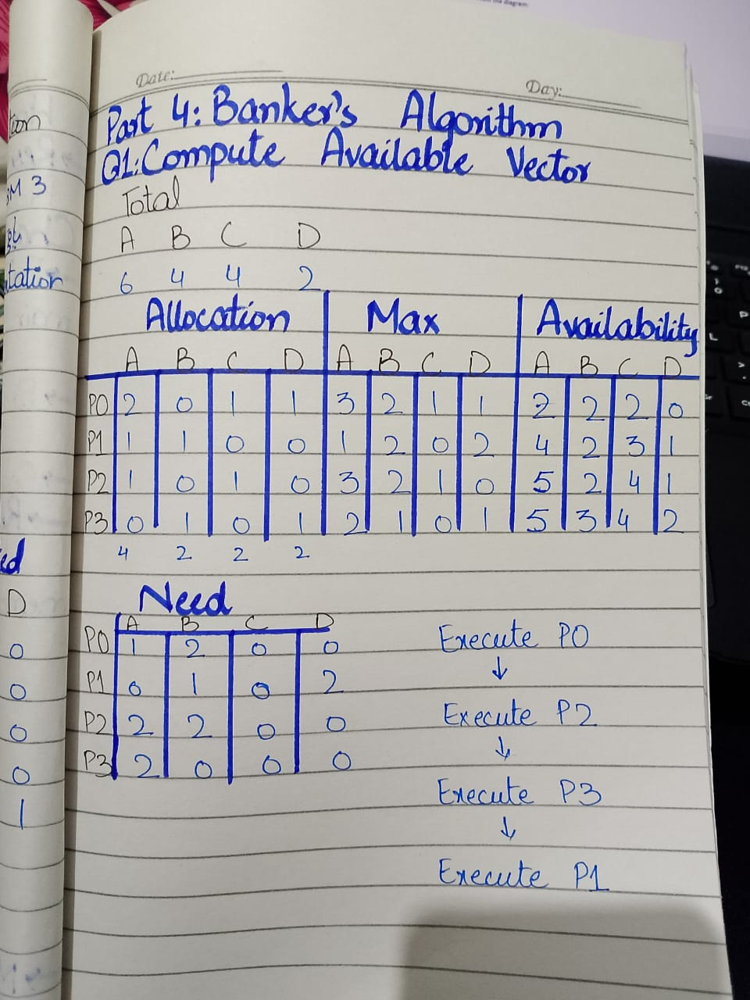 the diagram.
Date:
Day:
Part 4: Banker's Algorithm
Q1: Compute Available Vector
Total
A B C D
6 4 4 2
Allocation Max Availability
A B C D A B C D A B C D
P0 2 0 1 1 3 2 1 1 2 2 2 0
P1 1 1 0 0 1 2 0 2 4 2 3 1
P2 1 0 1 0 3 2 1 0 5 2 4 1
P3 0 1 0 1 2 1 0 1 5 3 4 2
4 2 2 2
Need
A B C D
P0 1 2 0 0
P1 0 1 0 2
P2 2 2 0 0
P3 2 0 0 0
Execute P0
↓
Execute P2
↓
Execute P3
↓
Execute P1
tion
M 3
tation
ed
D
0
0
0
0
1